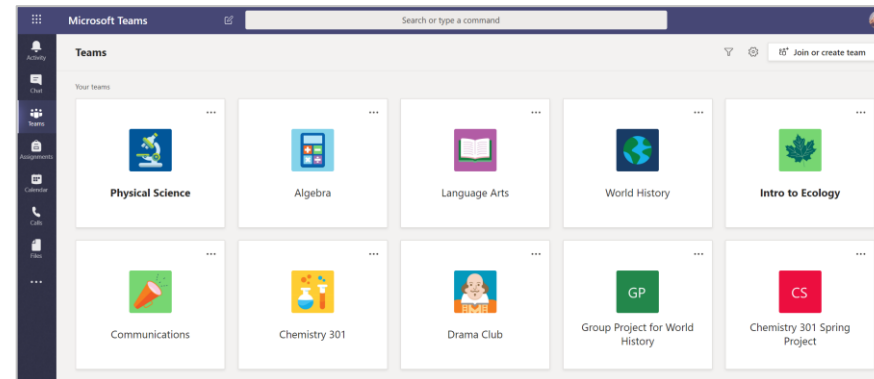 Microsoft Teams
Search or type a command
Activity
Chat
Teams
Assignments
Calendar
Calls
Files
Teams
Join or create team
Your teams
Physical Science
Algebra
Language Arts
World History
Intro to Ecology
Communications
Chemistry 301
Drama Club
GP
Group Project for World
History
CS
Chemistry 301 Spring
Project